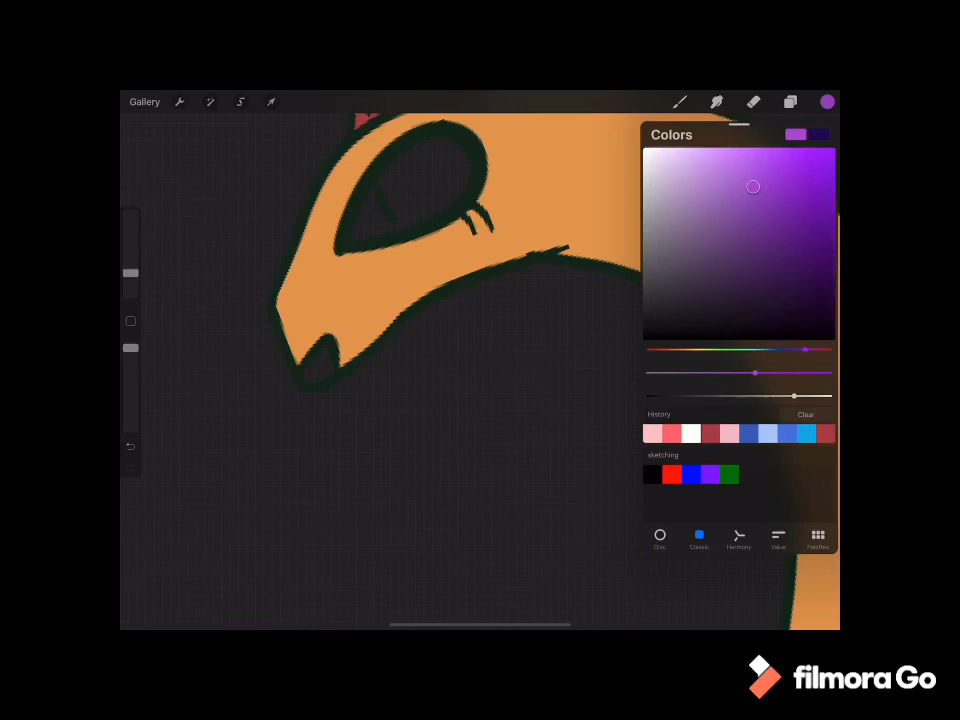 Gallery
Colors
History
Clear
sketching
Disc
Classic
Harmony
Value
Palettes
filmora Go